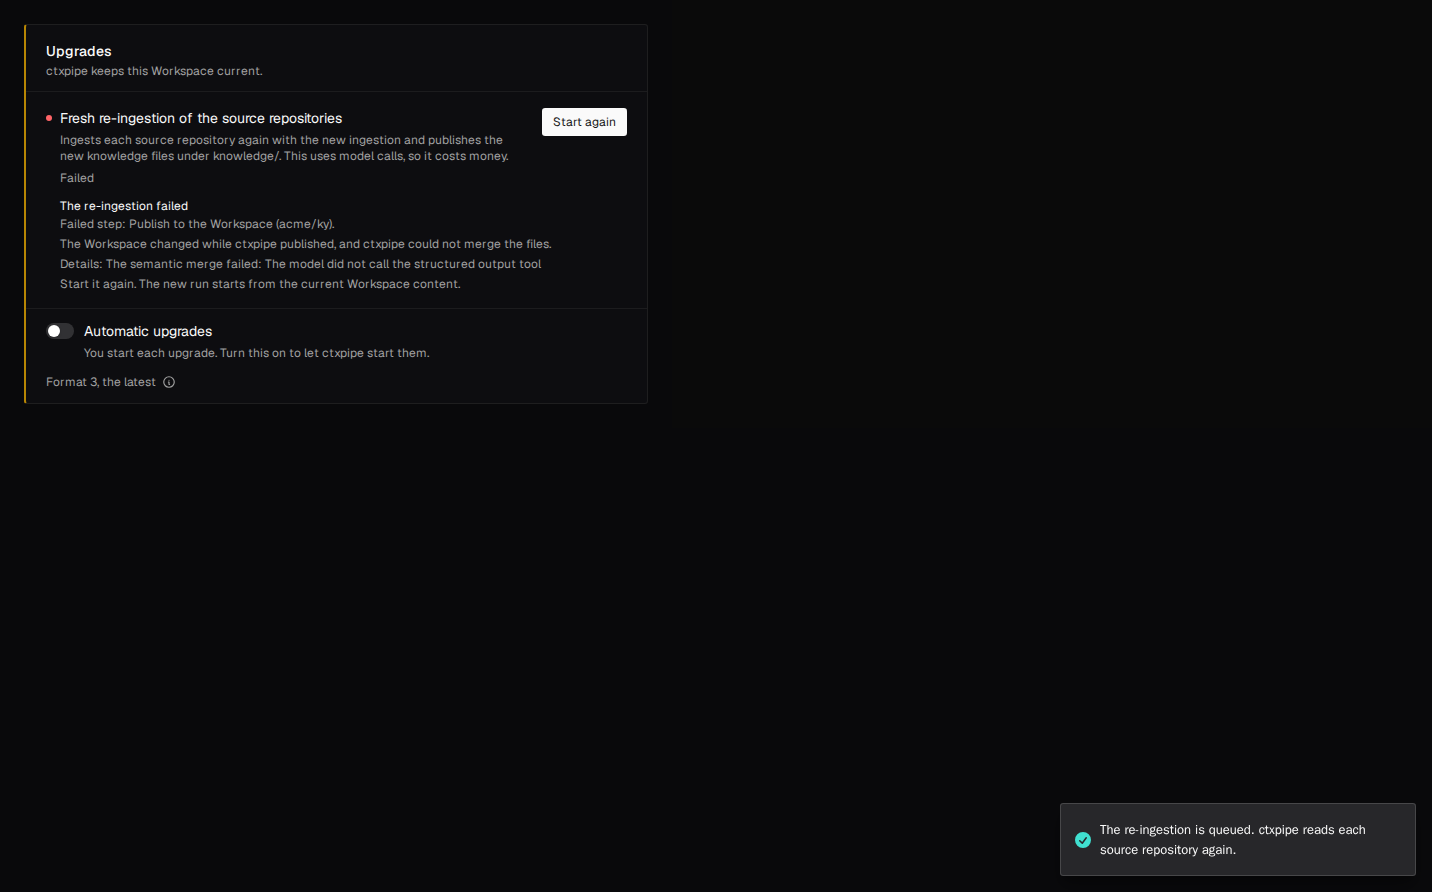 Upgrades
ctxpipe keeps this Workspace current.
Fresh re-ingestion of the source repositories
Start again
Ingests each source repository again with the new ingestion and publishes the
new knowledge files under knowledge/. This uses model calls, so it costs money.
Failed
The re-ingestion failed
Failed step: Publish to the Workspace (acme/ky).
The Workspace changed while ctxpipe published, and ctxpipe could not merge the files.
Details: The semantic merge failed: The model did not call the structured output tool
Start it again. The new run starts from the current Workspace content.
Automatic upgrades
You start each upgrade. Turn this on to let ctxpipe start them.
Format 3, the latest
The re-ingestion is queued. ctxpipe reads each
source repository again.